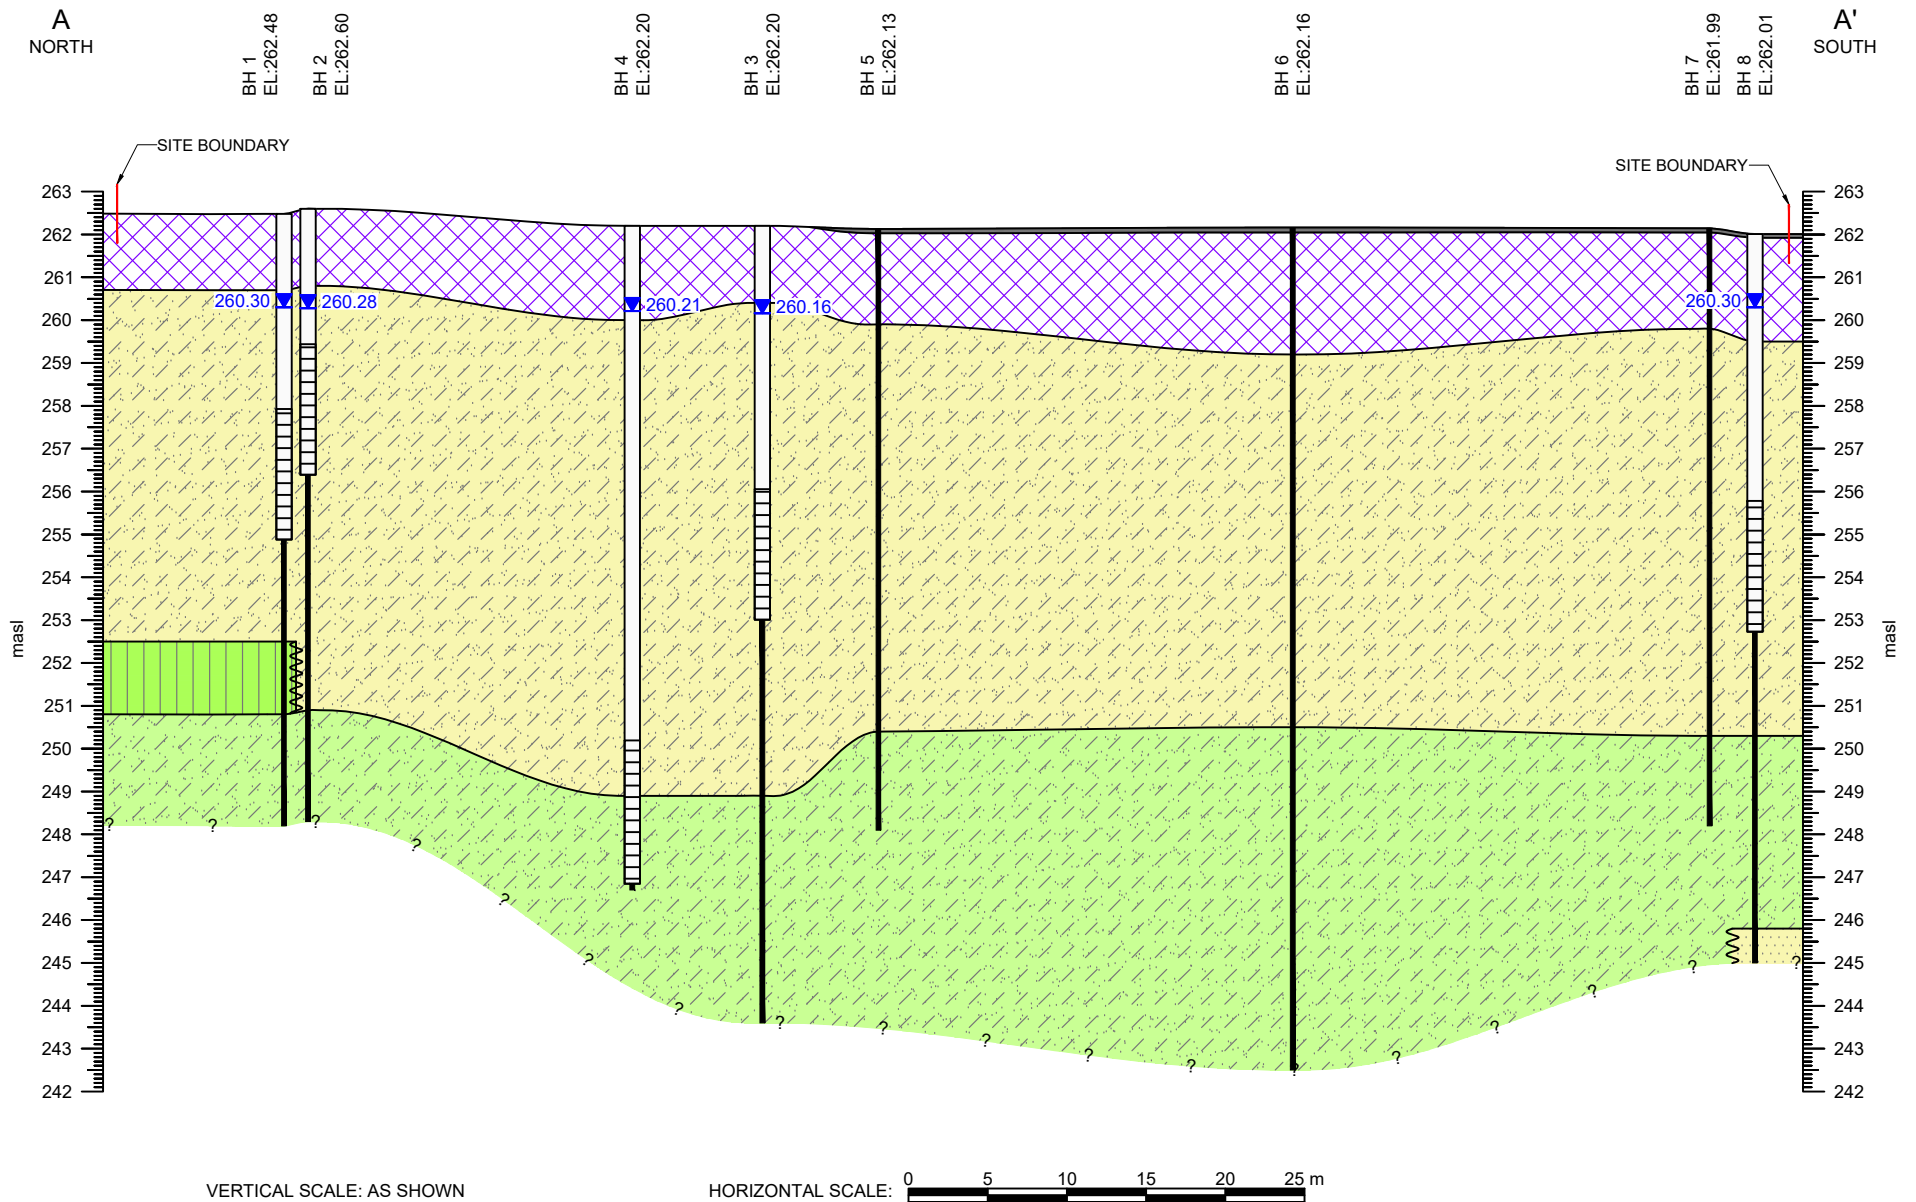 A
NORTH
BH 1
EL:262.48
BH 2
EL:262.60
BH 4
EL:262.20
BH 3
EL:262.20
BH 5
EL:262.13
BH 6
EL:262.16
BH 7
EL:261.99
BH 8
EL:262.01
A'
SOUTH
SITE BOUNDARY
SITE BOUNDARY
263
262
261
260
259
258
257
256
255
254
253
252
251
250
249
248
247
246
245
244
243
242
masl
260.30
260.28
260.21
260.16
260.30
? ? ? ? ? ? ? ? ? ? ? ? ? ? ? ? ? ?
263
262
261
260
259
258
257
256
255
254
253
252
251
250
249
248
247
246
245
244
243
242
masl
VERTICAL SCALE: AS SHOWN
HORIZONTAL SCALE:
0 5 10 15 20 25 m